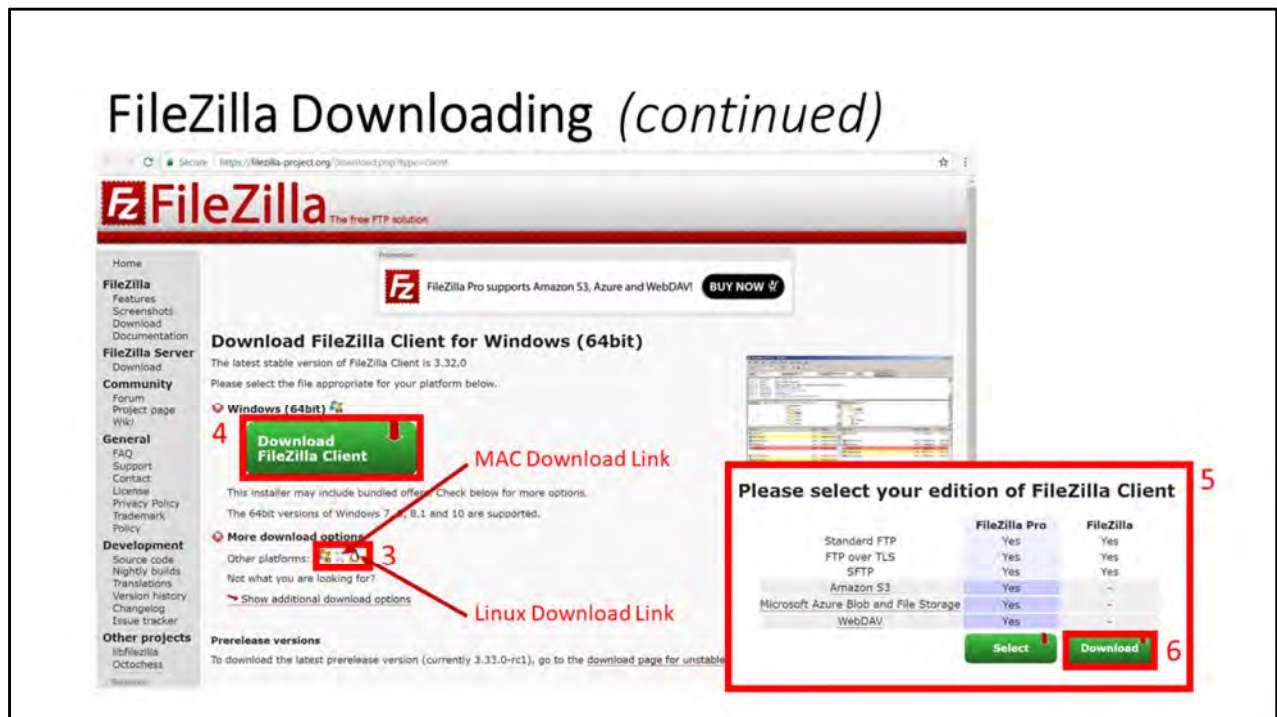 FileZilla Downloading (continued)
Secure https://filezilla-project.org/download.php?type=client
FileZilla The free FTP solution
Home
FileZilla
Features
Screenshots
Download
Documentation
FileZilla Server
Download
Community
Forum
Project page
Wiki
General
FAQ
Support
Contact
License
Privacy Policy
Trademark
Policy
Development
Source code
Nightly builds
Translations
Version history
Changelog
Issue tracker
Other projects
libfilezilla
Octochess
Promotion:
FileZilla Pro supports Amazon S3, Azure and WebDAV! BUY NOW
Download FileZilla Client for Windows (64bit)
The latest stable version of FileZilla Client is 3.32.0
Please select the file appropriate for your platform below.
Windows (64bit)
4
Download
FileZilla Client
MAC Download Link
This installer may include bundled offers. Check below for more options.
The 64bit versions of Windows 7, 8, 8.1 and 10 are supported.
More download options
Other platforms: 3
Not what you are looking for?
Show additional download options
Linux Download Link
Prerelease versions
To download the latest prerelease version (currently 3.33.0-rc1), go to the download page for unstable
5
Please select your edition of FileZilla Client
FileZilla Pro FileZilla
Standard FTP Yes Yes
FTP over TLS Yes Yes
SFTP Yes Yes
Amazon S3 Yes -
Microsoft Azure Blob and File Storage Yes -
WebDAV Yes -
Select Download 6